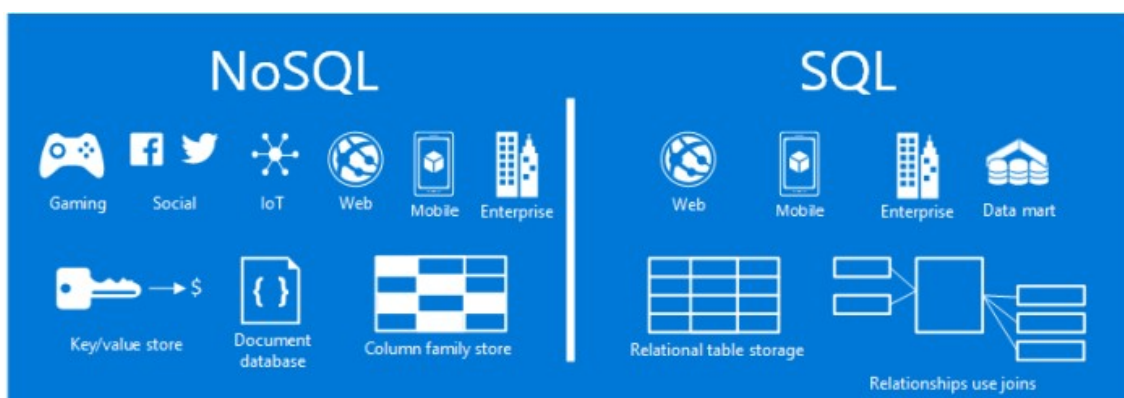 NoSQL
Gaming
Social
IoT
Web
Mobile
Enterprise
$
{ }
Key/value store
Document
database
Column family store
SQL
Web
Mobile
Enterprise
Data mart
Relational table storage
Relationships use joins